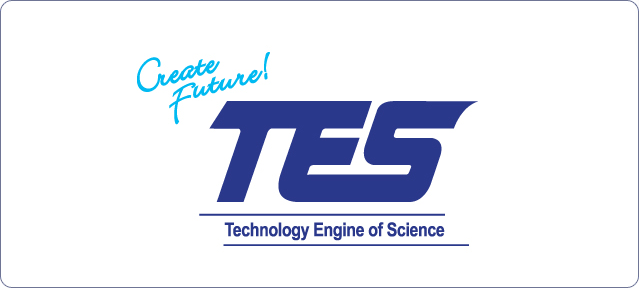 Create
Future!
TES
Technology Engine of Science